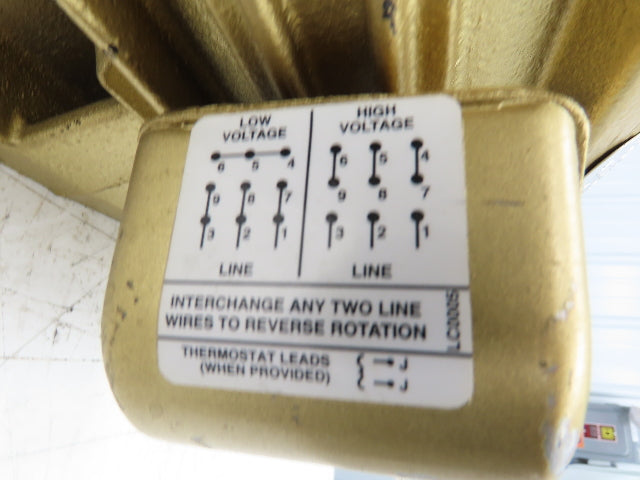 LOW
VOLTAGE
6 5 4
9 8 7
3 2 1
LINE
HIGH
VOLTAGE
6 5 4
9 8 7
3 2 1
LINE
INTERCHANGE ANY TWO LINE
WIRES TO REVERSE ROTATION
LC0005
THERMOSTAT LEADS
(WHEN PROVIDED)
J
J